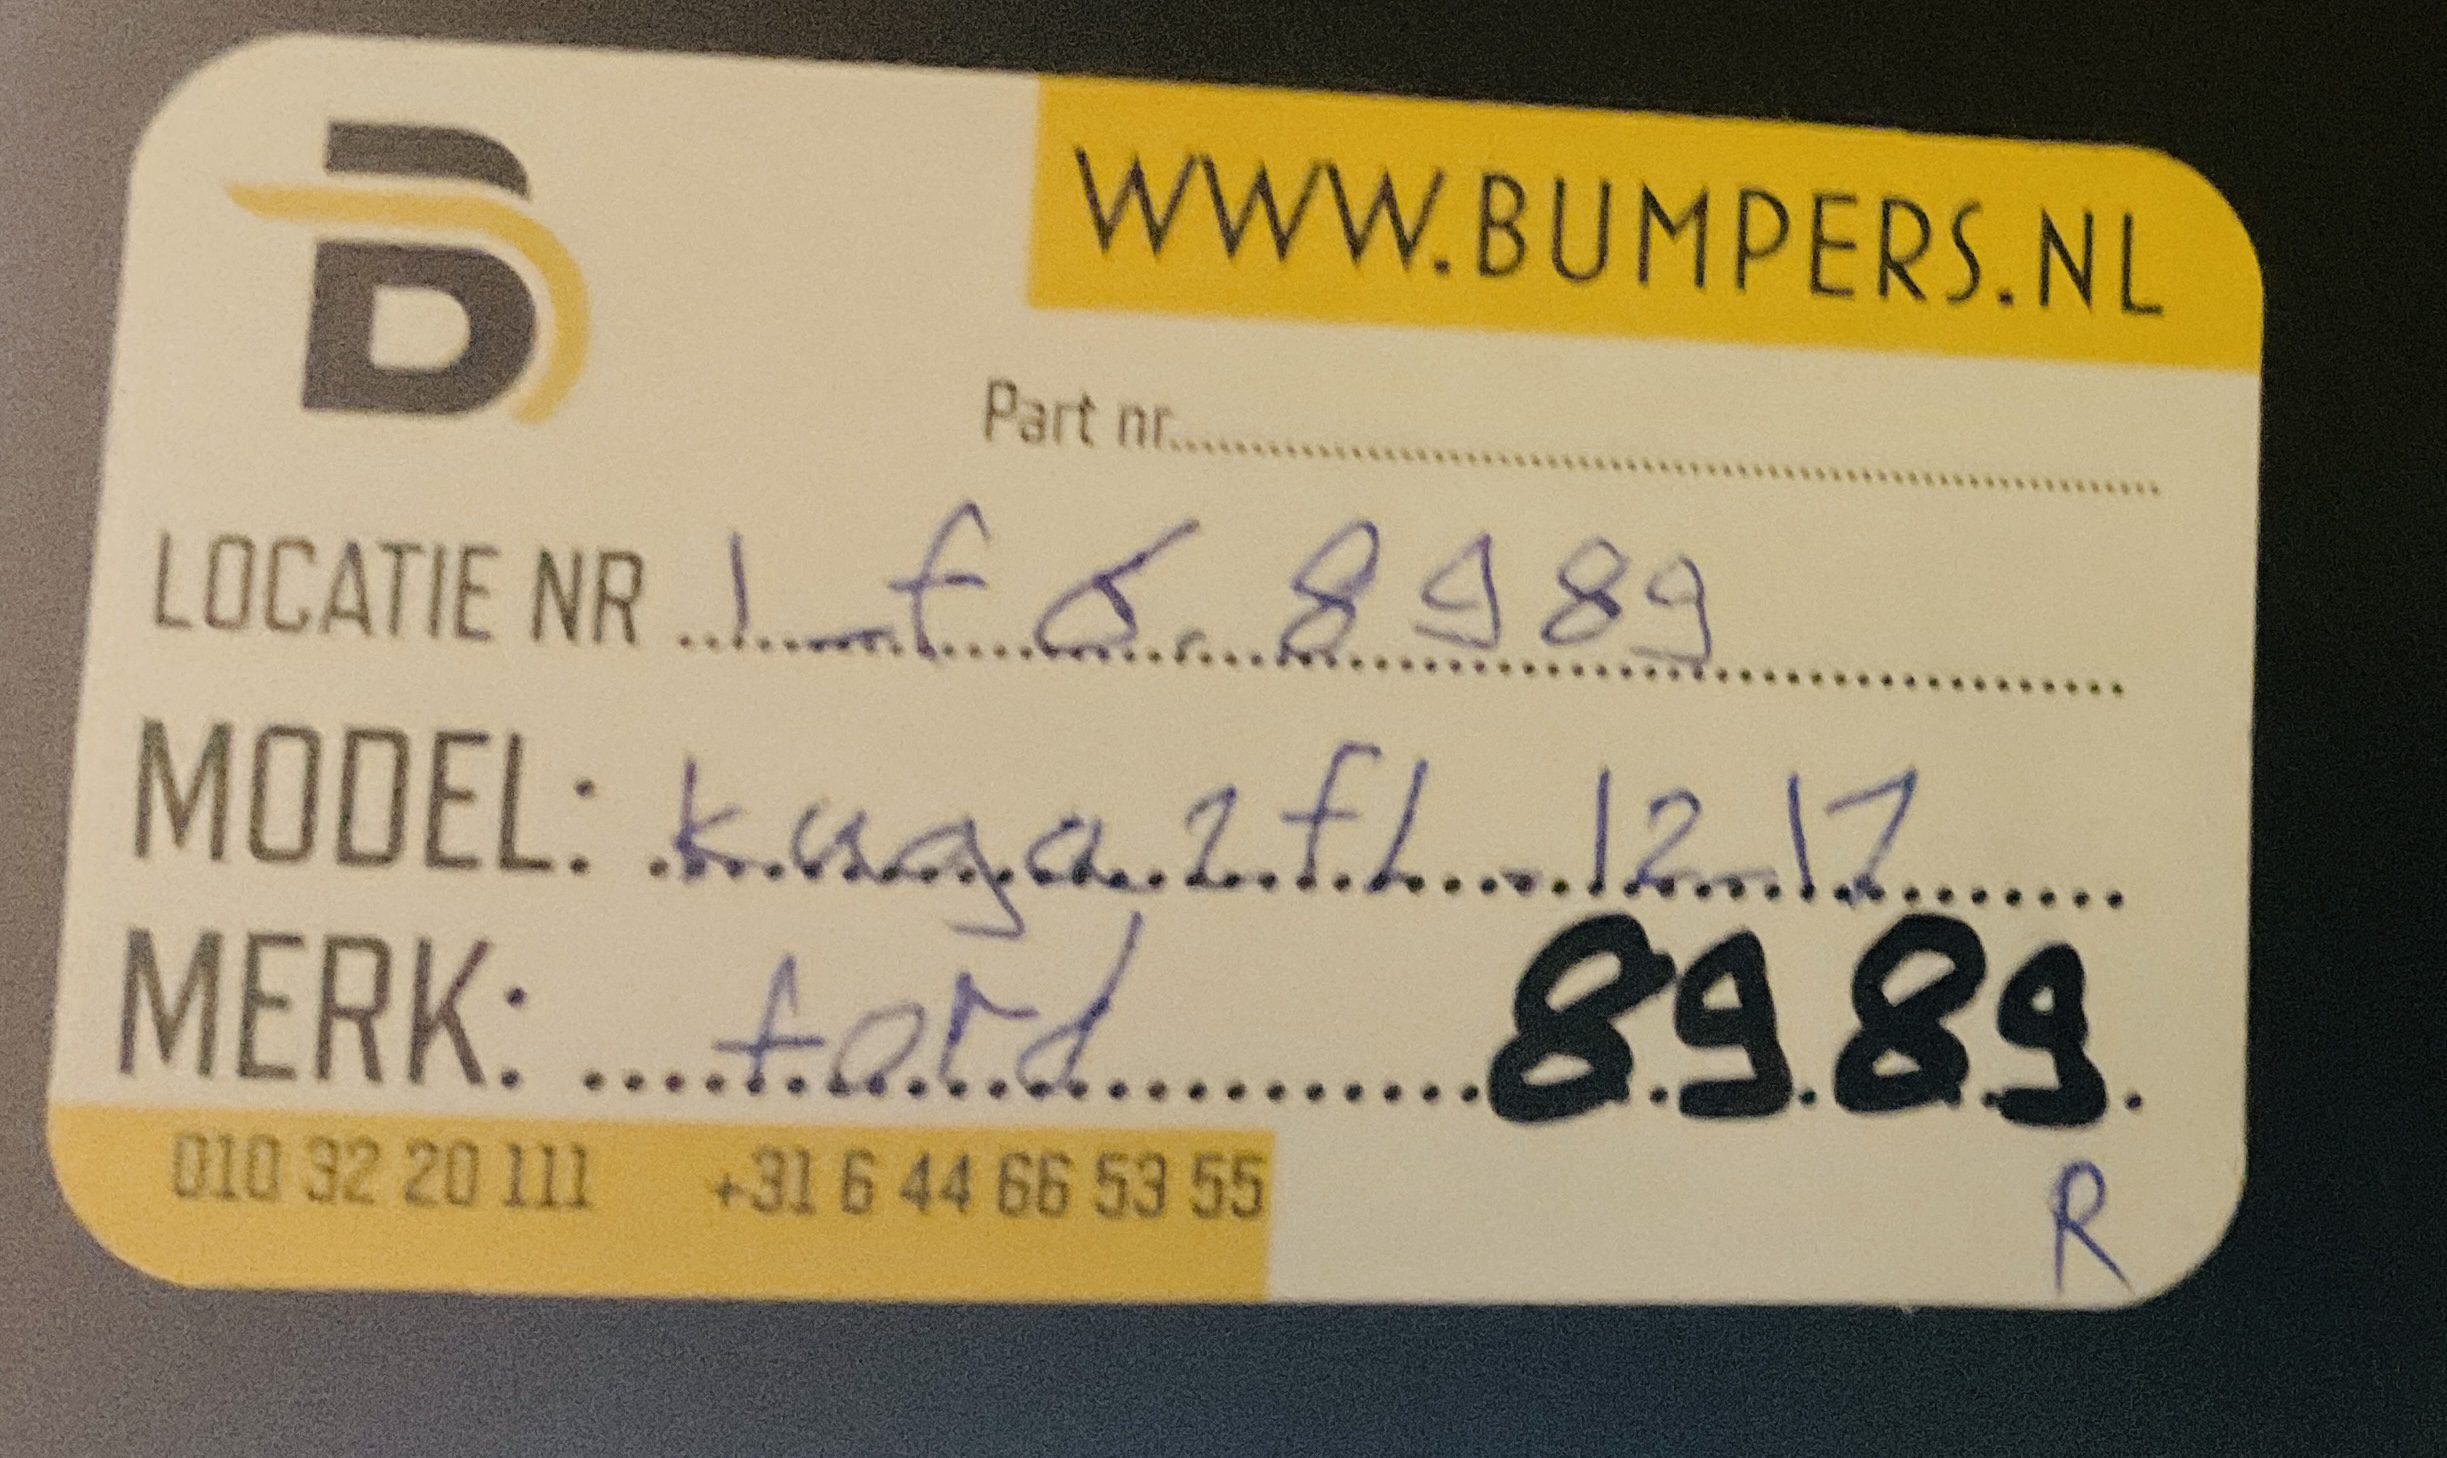 B
WWW.BUMPERS.NL
Part nr.
LOCATIE NR 1 - f 6 - 8989
MODEL: kuga 2 fl - 12 - 17
MERK: ford 8989
010 32 20 111 +31 6 44 66 53 55
R